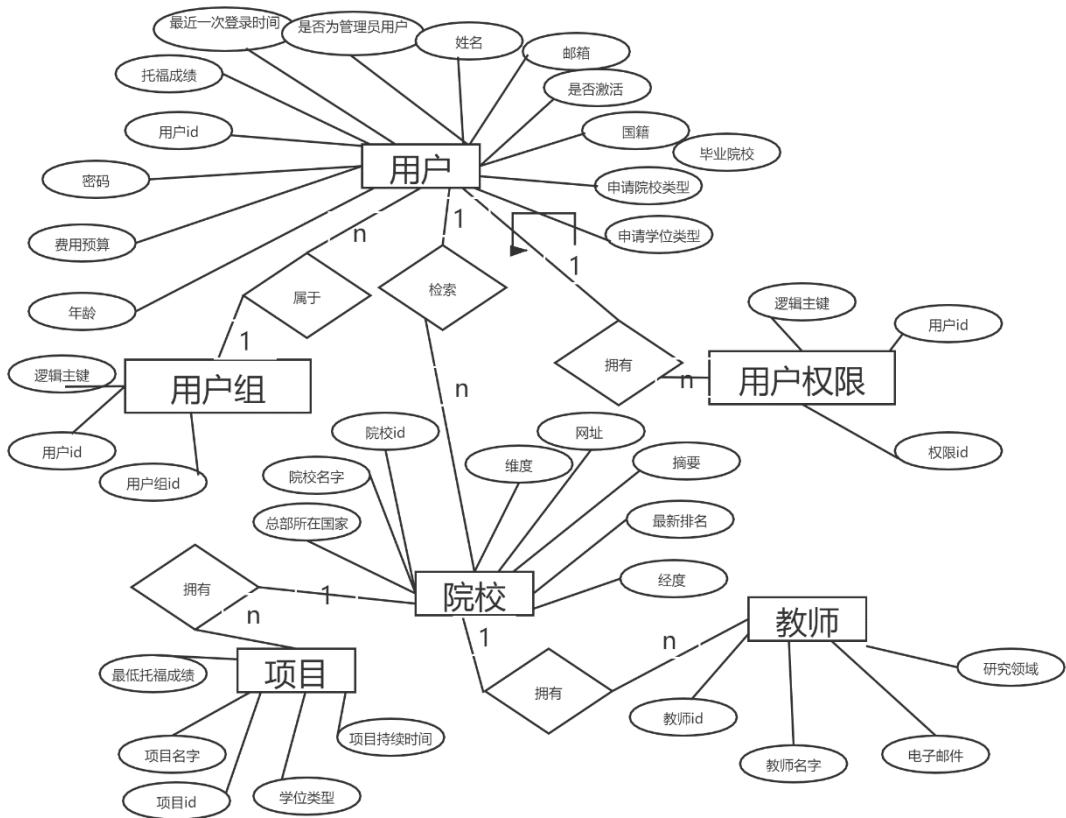 最近一次登录时间
是否为管理员用户
姓名
邮箱
托福成绩
是否激活
用户id
国籍
毕业院校
用户
密码
申请院校类型
1
费用预算
n
申请学位类型
1
属于
检索
年龄
逻辑主键
用户id
1
拥有
逻辑主键
用户组
n
n
用户权限
院校id
网址
用户id
用户组id
院校名字
维度
摘要
权限id
总部所在国家
最新排名
拥有
1
院校
经度
n
1
n
教师
最低托福成绩
项目
拥有
研究领域
教师id
项目名字
项目持续时间
教师名字
电子邮件
项目id
学位类型